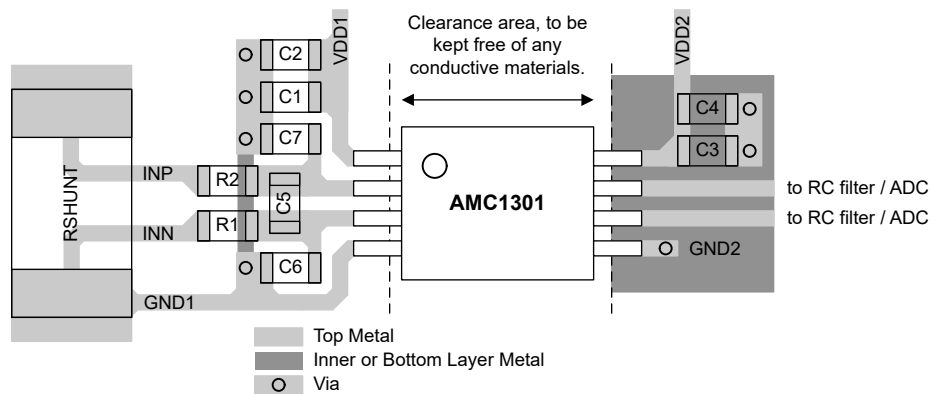 Clearance area, to be
kept free of any
conductive materials.
VDD1
VDD2
C2
C1
C7
C4
C3
RSHUNT
INP
R2
C5
INN
R1
C6
GND1
AMC1301
to RC filter / ADC
to RC filter / ADC
GND2
Top Metal
Inner or Bottom Layer Metal
Via